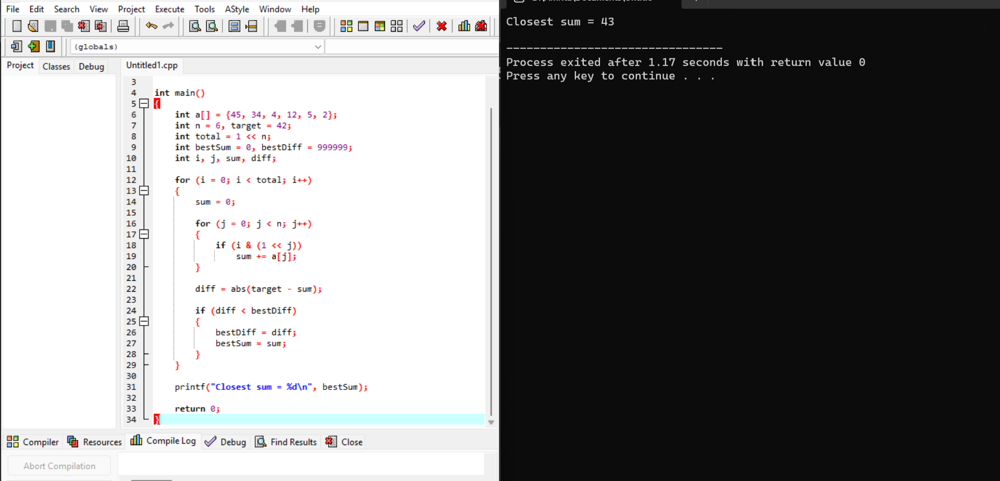 File Edit Search View Project Execute Tools AStyle Window Help
(globals)
Project Classes Debug
Untitled1.cpp
3
4 int main()
5 {
6 int a[] = {45, 34, 4, 12, 5, 2};
7 int n = 6, target = 42;
8 int total = 1 << n;
9 int bestSum = 0, bestDiff = 999999;
10 int i, j, sum, diff;
11
12 for (i = 0; i < total; i++)
13 {
14 sum = 0;
15
16 for (j = 0; j < n; j++)
17 {
18 if (i & (1 << j))
19 sum += a[j];
20 }
21
22 diff = abs(target - sum);
23
24 if (diff < bestDiff)
25 {
26 bestDiff = diff;
27 bestSum = sum;
28 }
29 }
30
31 printf("Closest sum = %d\n", bestSum);
32
33 return 0;
34 }
Compiler Resources Compile Log Debug Find Results Close
Abort Compilation
Closest sum = 43
--------------------------------
Process exited after 1.17 seconds with return value 0
Press any key to continue . . .